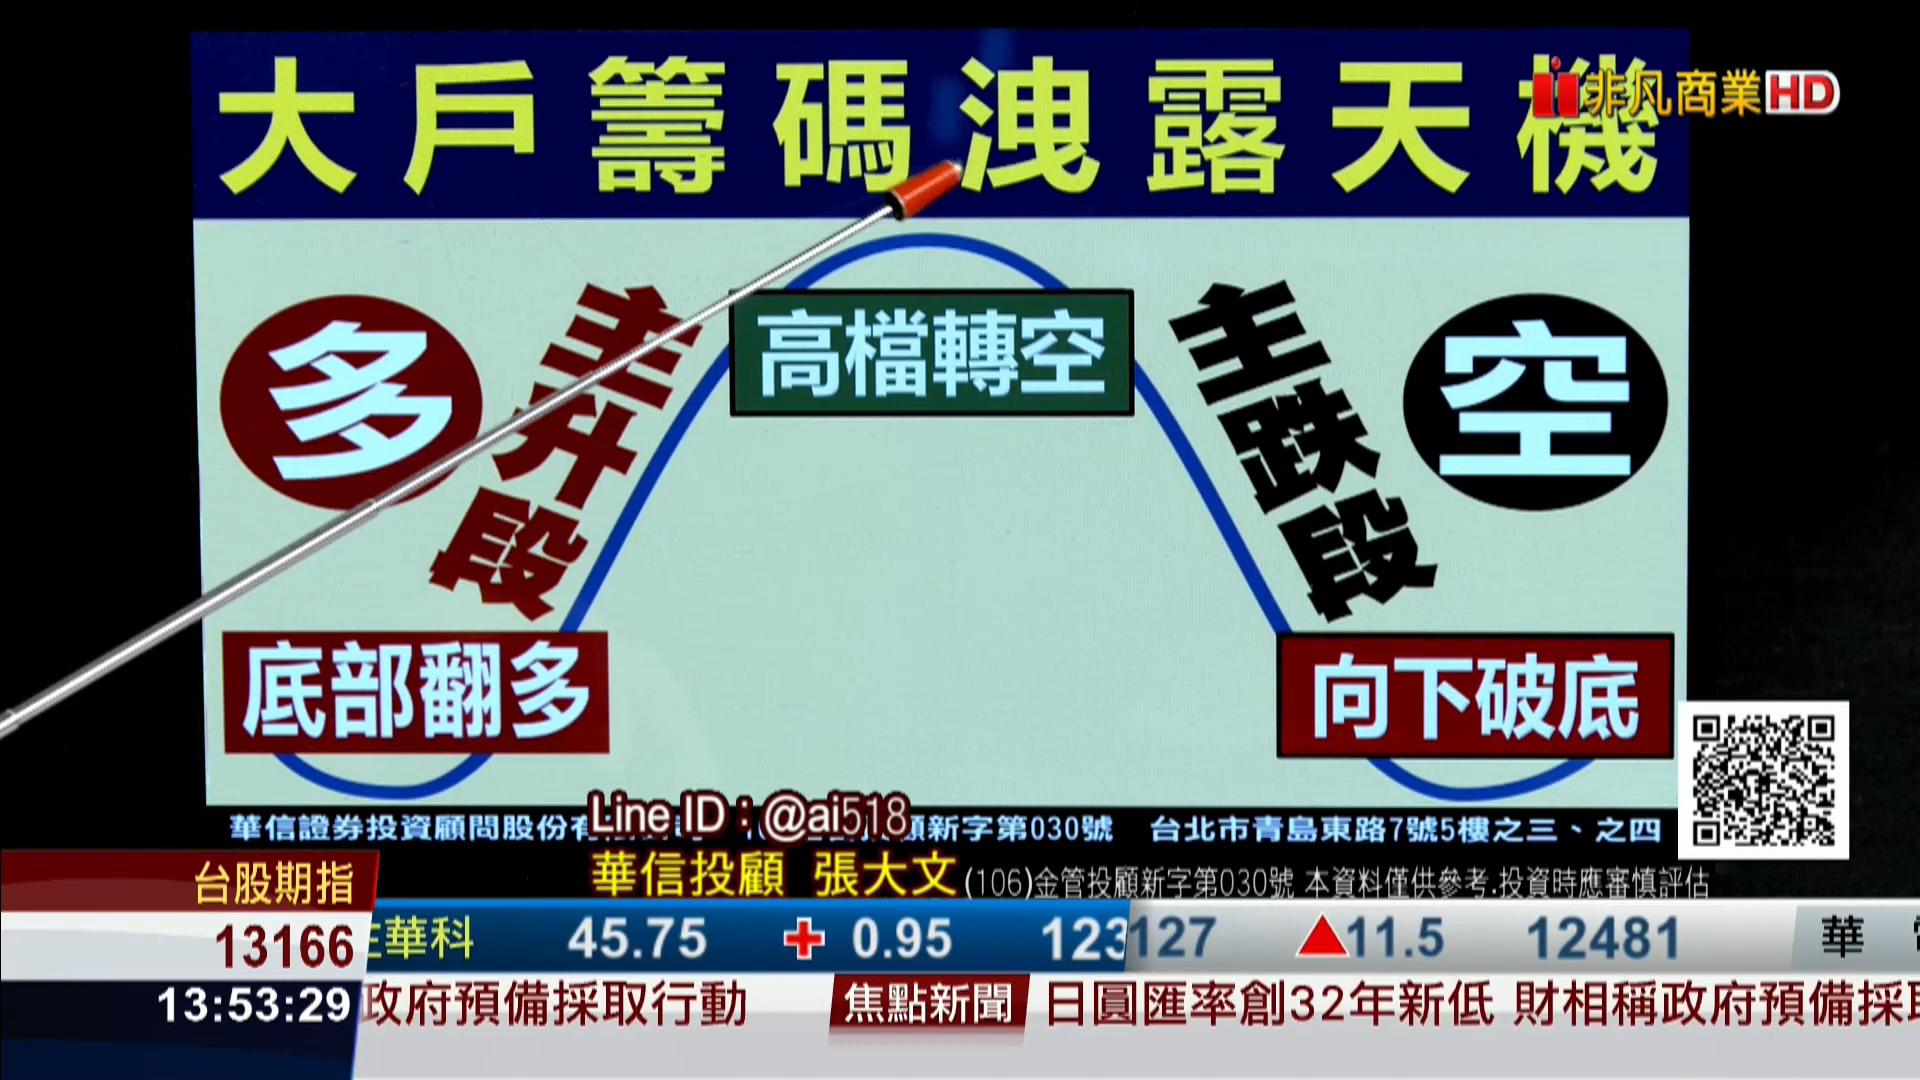 大戶籌碼洩露天機
非凡商業HD
多
主升段
高檔轉空
主跌段
空
底部翻多
向下破底
Line ID：@ai518
華信證券投資顧問股份有
顧新字第030號
台北市青島東路7號5樓之三、之四
華信投顧 張大文
(106)金管投顧新字第030號 本資料僅供參考.投資時應審慎評估
台股期指
13166
華科 45.75 + 0.95 123
127 ▲11.5 12481 華
13:53:29
政府預備採取行動
焦點新聞
日圓匯率創32年新低 財相稱政府預備採取